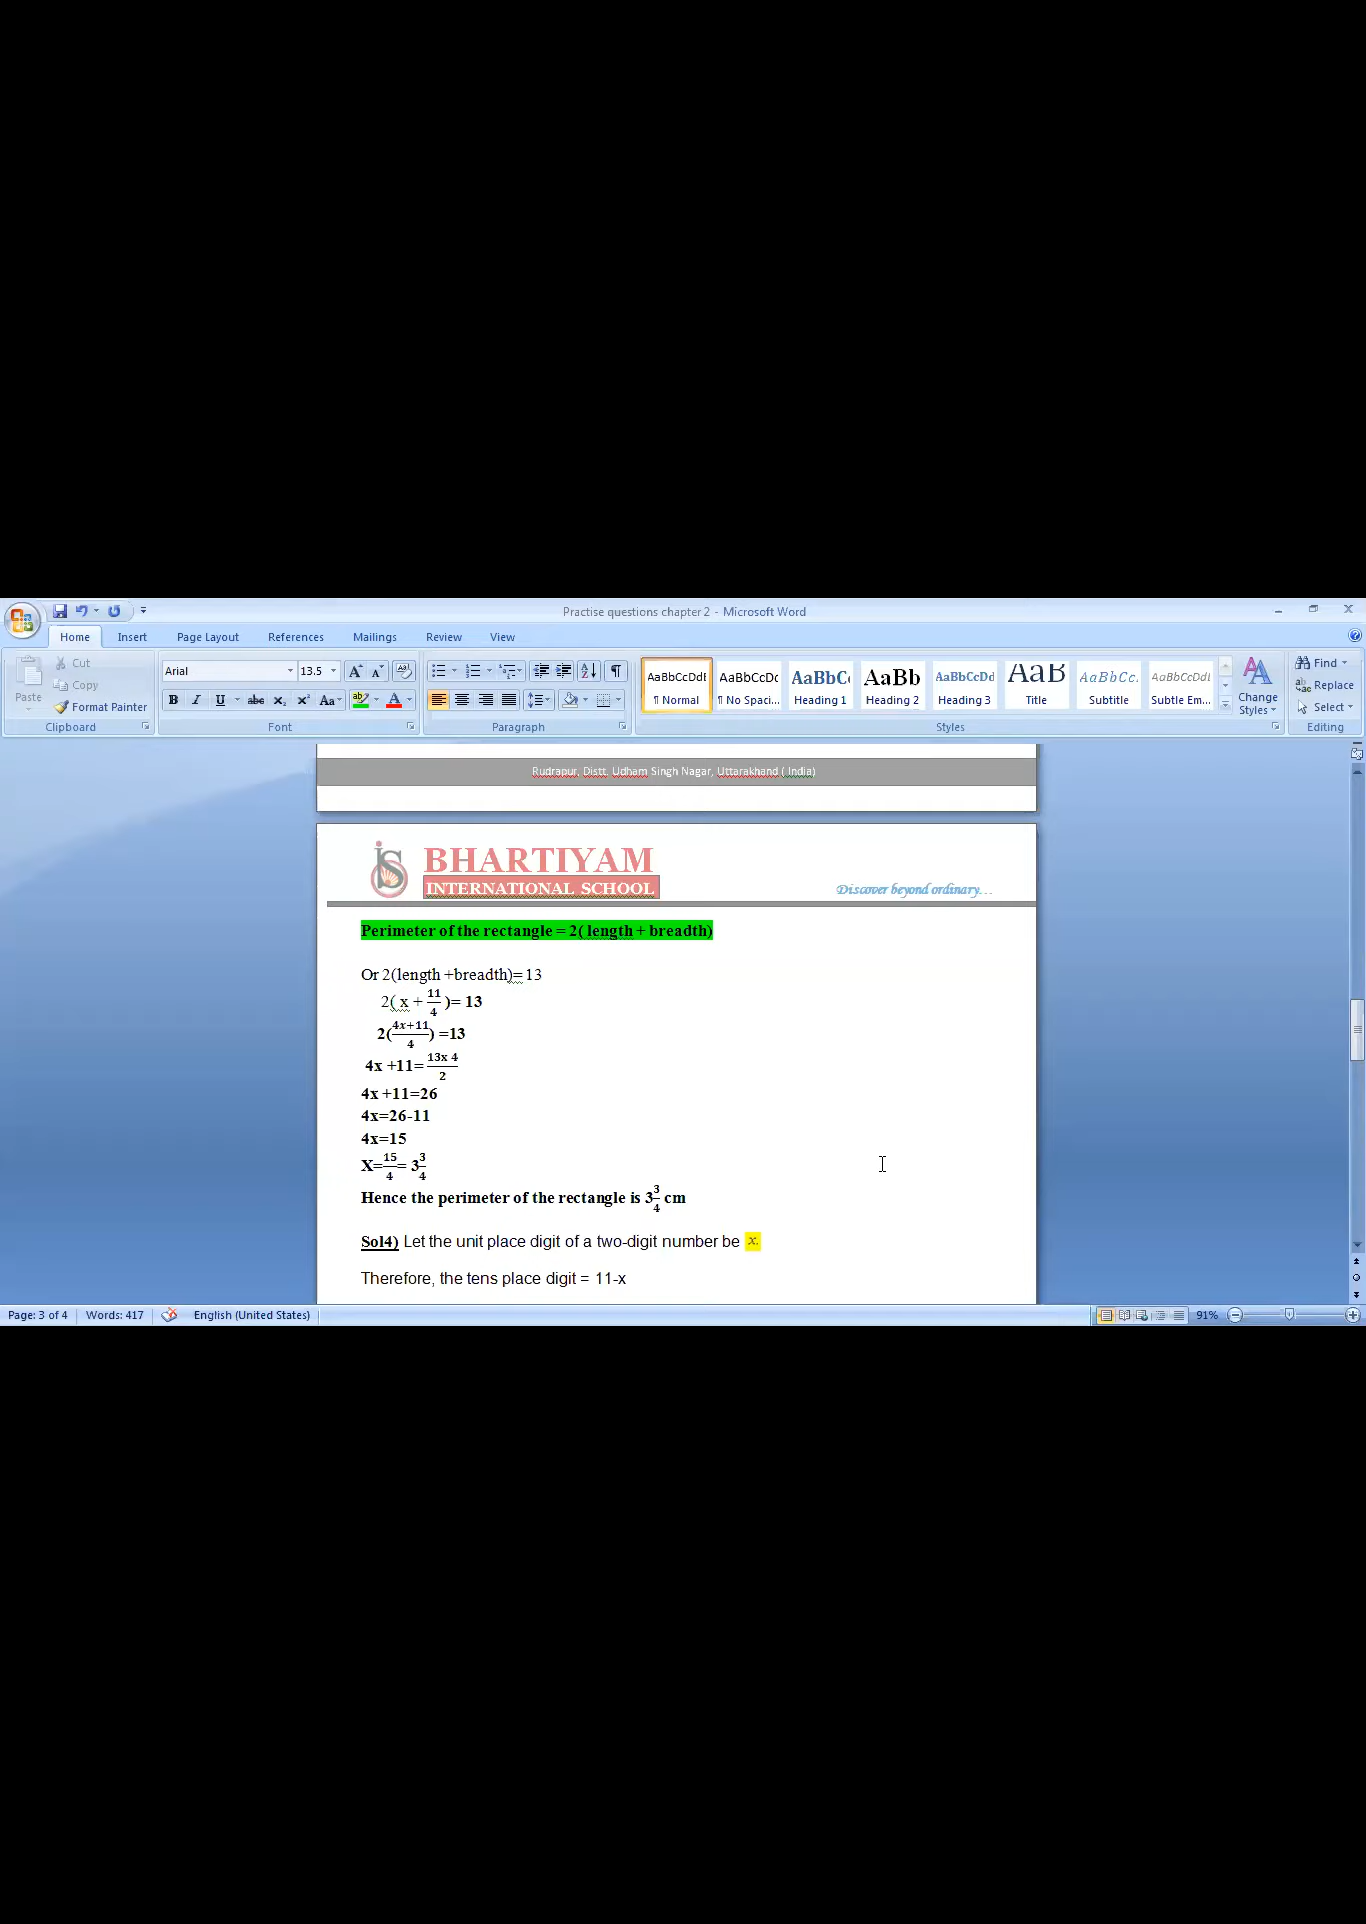 Practise questions chapter 2 - Microsoft Word
Home Insert Page Layout References Mailings Review View
Cut
Copy
Paste
Format Painter
Clipboard
Arial 13.5
Font
Paragraph
AaBbCcDdE AaBbCcDc AaBbC AaBb AaBbCcDd AaB AaBbCc. AaBbCcDdE
¶ Normal ¶ No Spaci... Heading 1 Heading 2 Heading 3 Title Subtitle Subtle Em...
Change Styles
Styles
Find
Replace
Select
Editing
Rudrapur, Distt. Udham Singh Nagar, Uttarakhand ( India)
iS
BHARTIYAM
INTERNATIONAL SCHOOL
Discover beyond ordinary...
Perimeter of the rectangle = 2( length + breadth)
Or 2(length +breadth)= 13
2( x + 11/4 )= 13
2(4x+11/4) =13
4x +11= 13x 4/2
4x +11=26
4x=26-11
4x=15
X=15/4= 3 3/4
Hence the perimeter of the rectangle is 3 3/4 cm
Sol4) Let the unit place digit of a two-digit number be x.
Therefore, the tens place digit = 11-x
Page: 3 of 4 Words: 417 English (United States) 91%